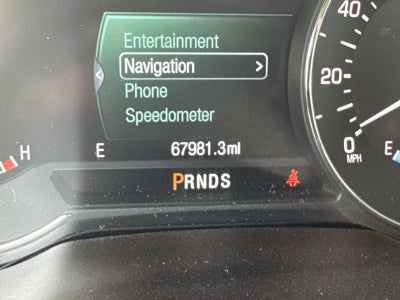 Entertainment
Navigation >
Phone
Speedometer
H E 67981.3mi
PRNDS
40
20
0
MPH
E